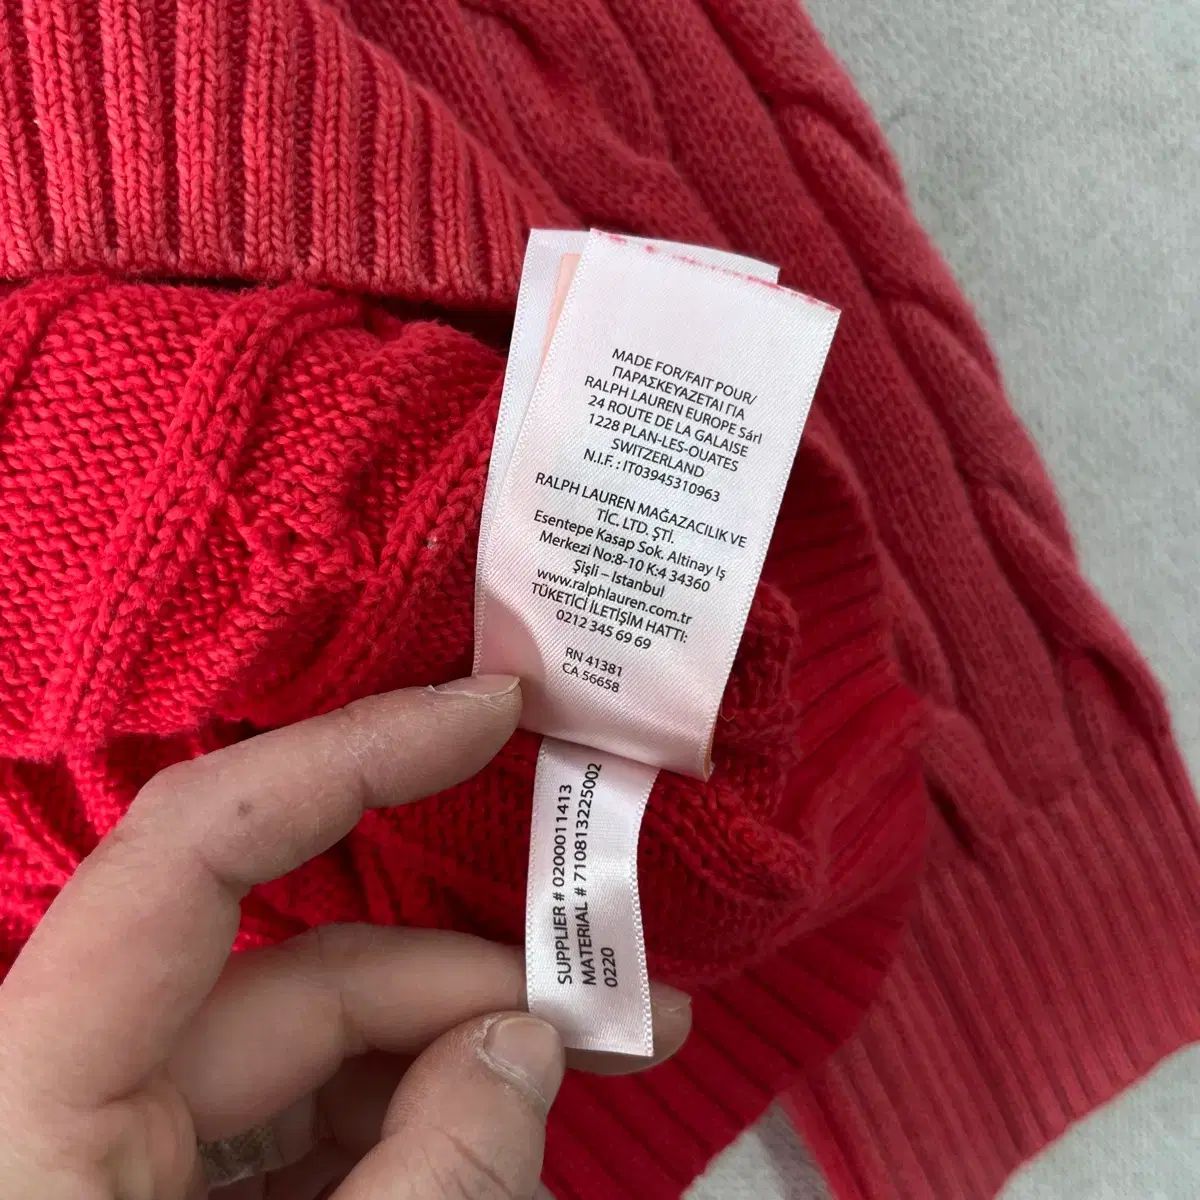 MADE FOR/FAIT POUR/
ΠΑΡΑΣΚΕΥΑΖΕΤΑΙ ΓΙΑ
RALPH LAUREN EUROPE Sárl
24 ROUTE DE LA GALAISE
1228 PLAN-LES-OUATES
SWITZERLAND
N.I.F. : IT03945310963
RALPH LAUREN MAĞAZACILIK VE
TİC. LTD. ŞTİ.
Esentepe Kasap Sok. Altinay Iş
Merkezi No:8-10 K:4 34360
Şişli – Istanbul
www.ralphlauren.com.tr
TÜKETİCİ İLETİŞİM HATTI:
0212 345 69 69
RN 41381
CA 56658
SUPPLIER # 0200011413
MATERIAL # 710813225002
0220